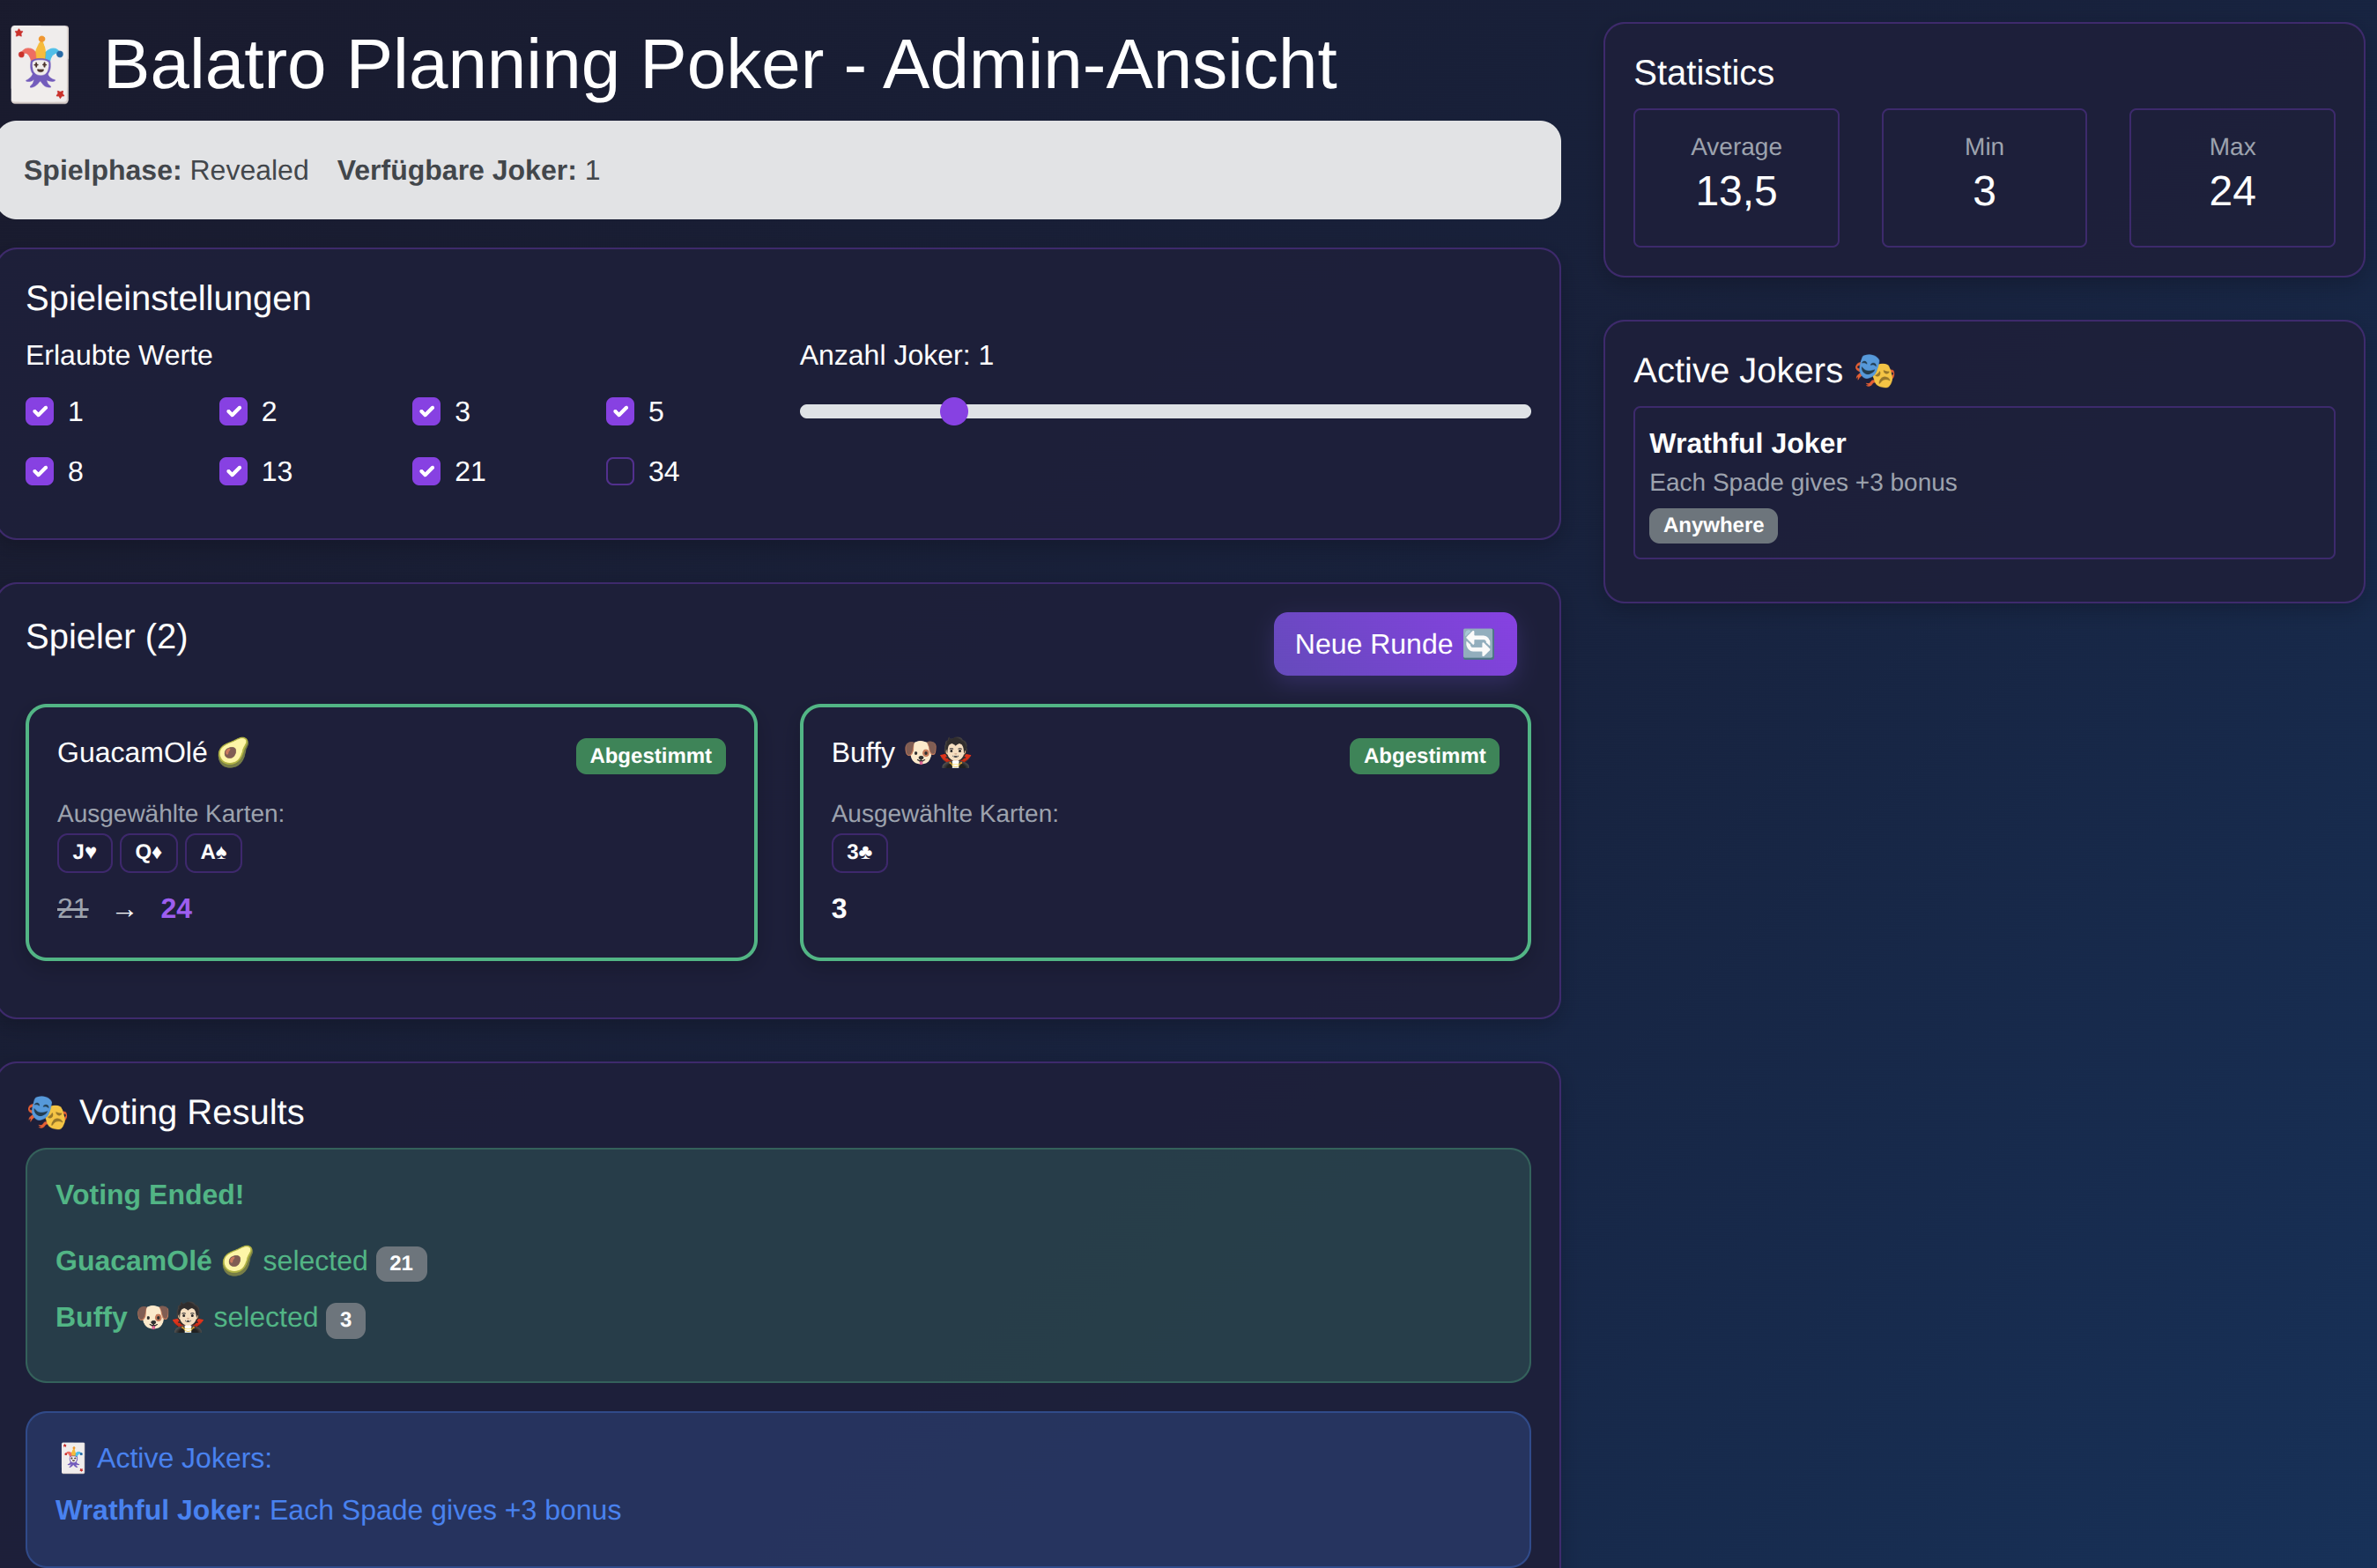 🃏 Balatro Planning Poker - Admin-Ansicht
Spielphase: Revealed Verfügbare Joker: 1
Spieleinstellungen
Erlaubte Werte
1 2 3 5
8 13 21 34
Anzahl Joker: 1
Spieler (2)
Neue Runde 🔄
GuacamOlé 🥑 Abgestimmt
Ausgewählte Karten:
J♥ Q♦ A♠
21 → 24
Buffy 🐶🧛🏻 Abgestimmt
Ausgewählte Karten:
3♣
3
🎭 Voting Results
Voting Ended!
GuacamOlé 🥑 selected 21
Buffy 🐶🧛🏻 selected 3
🃏 Active Jokers:
Wrathful Joker: Each Spade gives +3 bonus
Statistics
Average Min Max
13,5 3 24
Active Jokers 🎭
Wrathful Joker
Each Spade gives +3 bonus
Anywhere